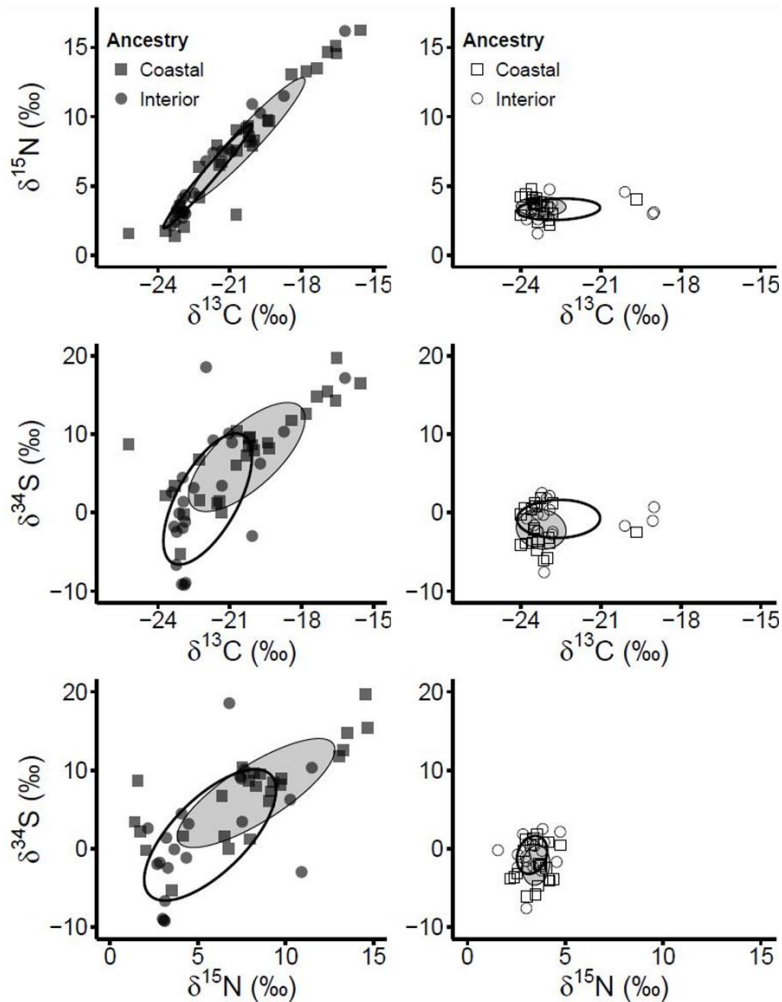 15
10
5
0
δ15N (‰)
Ancestry
Coastal
Interior
−24 −21 −18 −15
δ13C (‰)
15
10
5
0
Ancestry
Coastal
Interior
−24 −21 −18 −15
δ13C (‰)
20
10
0
−10
δ34S (‰)
−24 −21 −18 −15
δ13C (‰)
20
10
0
−10
−24 −21 −18 −15
δ13C (‰)
20
10
0
−10
δ34S (‰)
0 5 10 15
δ15N (‰)
20
10
0
−10
0 5 10 15
δ15N (‰)